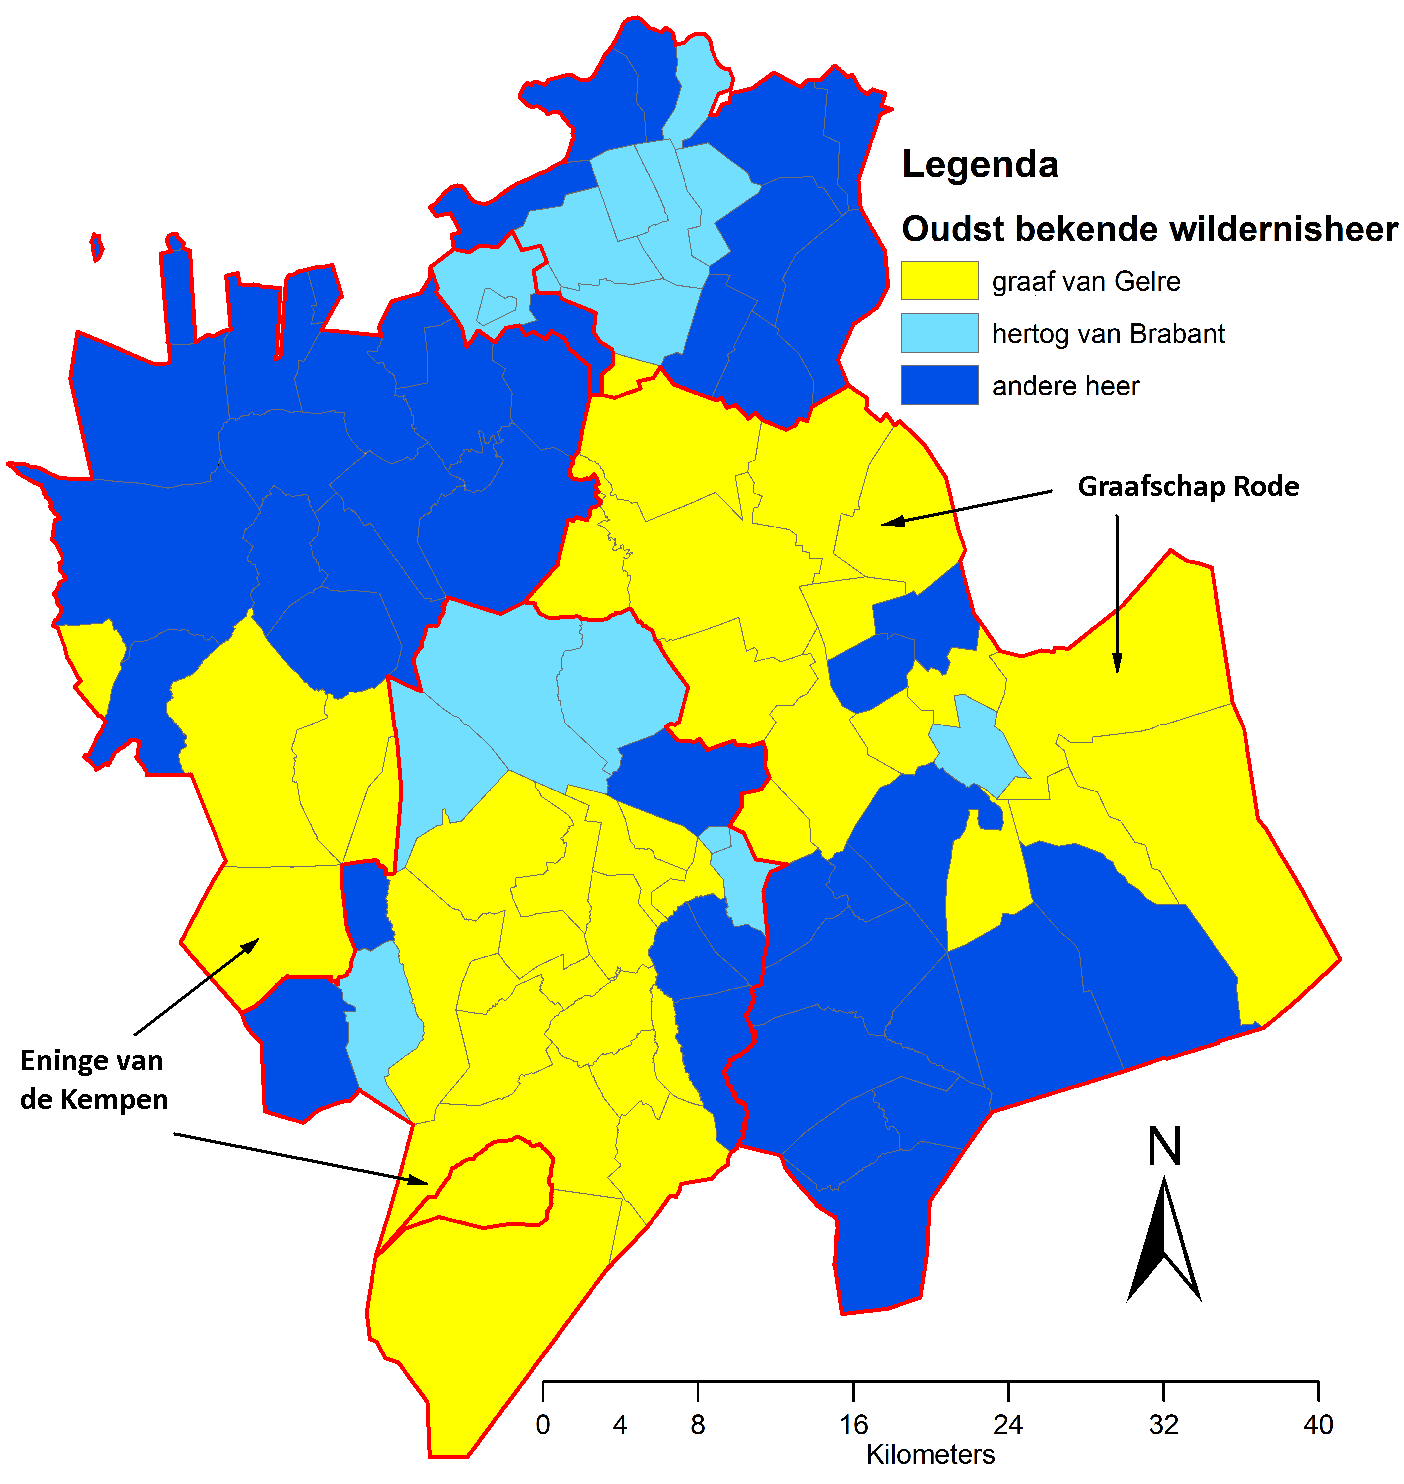 Legenda
Oudst bekende wildernisheer
graaf van Gelre
hertog van Brabant
andere heer
Graafschap Rode
Eninge van
de Kempen
N
0 4 8 16 24 32 40
Kilometers